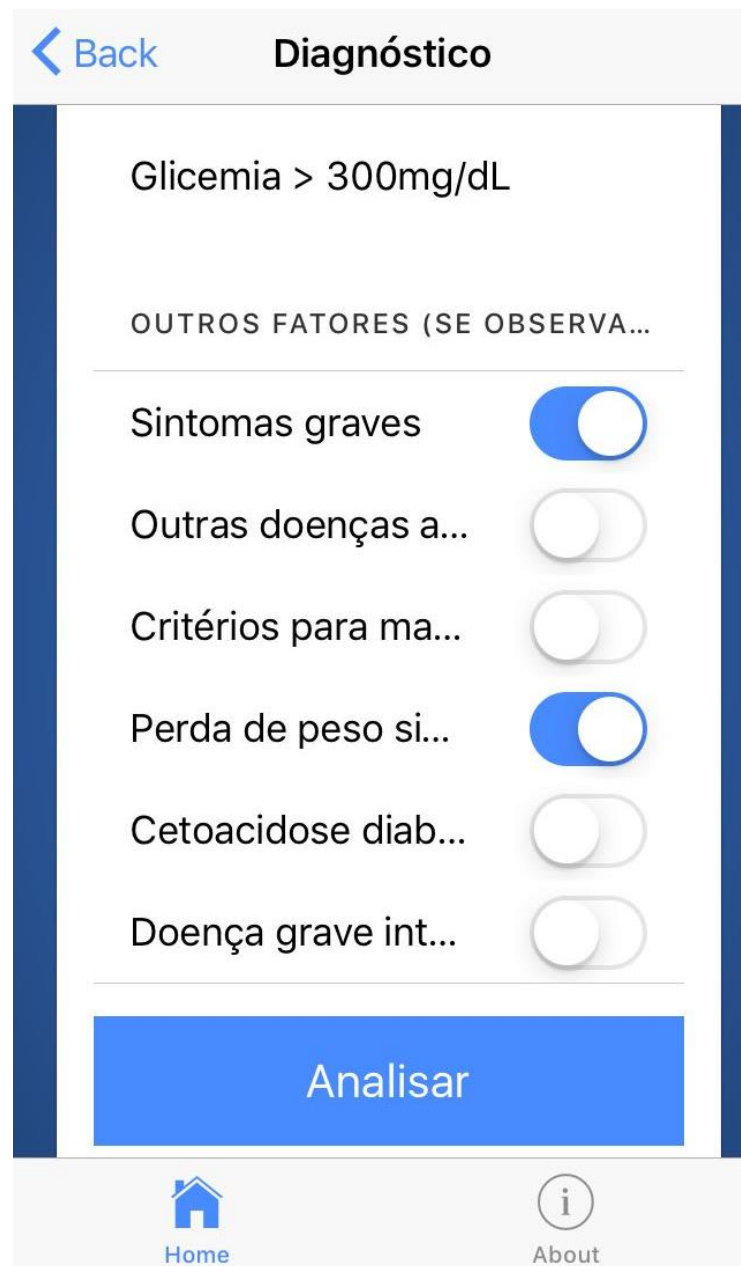 Back
Diagnóstico
Glicemia > 300mg/dL
OUTROS FATORES (SE OBSERVA...
Sintomas graves
Outras doenças a...
Critérios para ma...
Perda de peso si...
Cetoacidose diab...
Doença grave int...
Analisar
Home
About